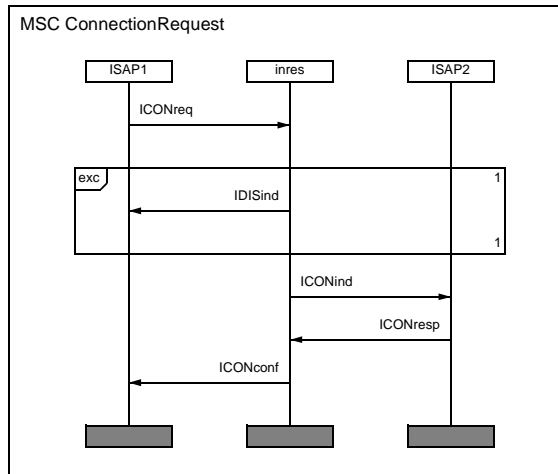 MSC ConnectionRequest
ISAP1 inres ISAP2
ICONreq
exc 1
IDISind
1
ICONind
ICONresp
ICONconf